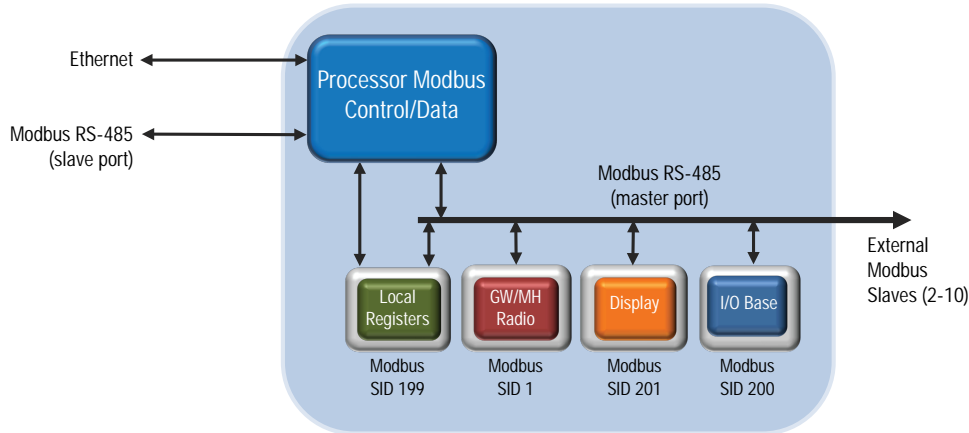 Ethernet
Processor Modbus
Control/Data
Modbus RS-485
(slave port)
Modbus RS-485
(master port)
External
Modbus
Slaves (2-10)
Local
Registers
GW/MH
Radio
Display
I/O Base
Modbus
SID 199
Modbus
SID 1
Modbus
SID 201
Modbus
SID 200